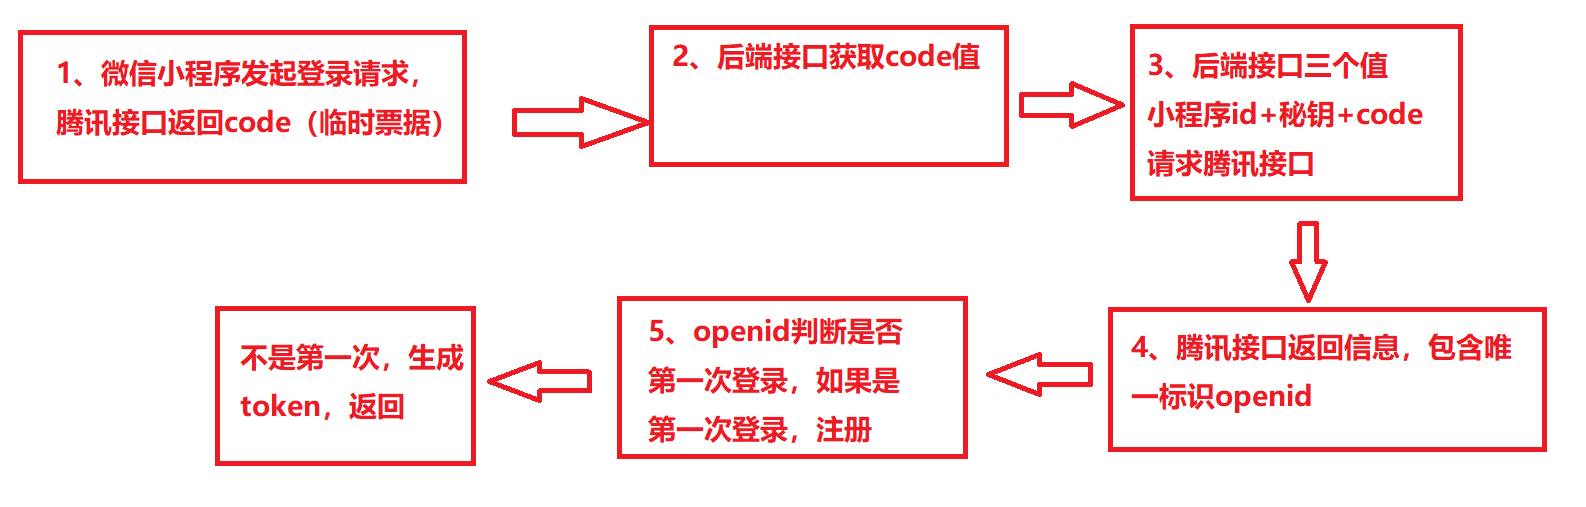 1、微信小程序发起登录请求，
腾讯接口返回code（临时票据）
2、后端接口获取code值
3、后端接口三个值
小程序id+秘钥+code
请求腾讯接口
4、腾讯接口返回信息，包含唯
一标识openid
5、openid判断是否
第一次登录，如果是
第一次登录，注册
不是第一次，生成
token，返回